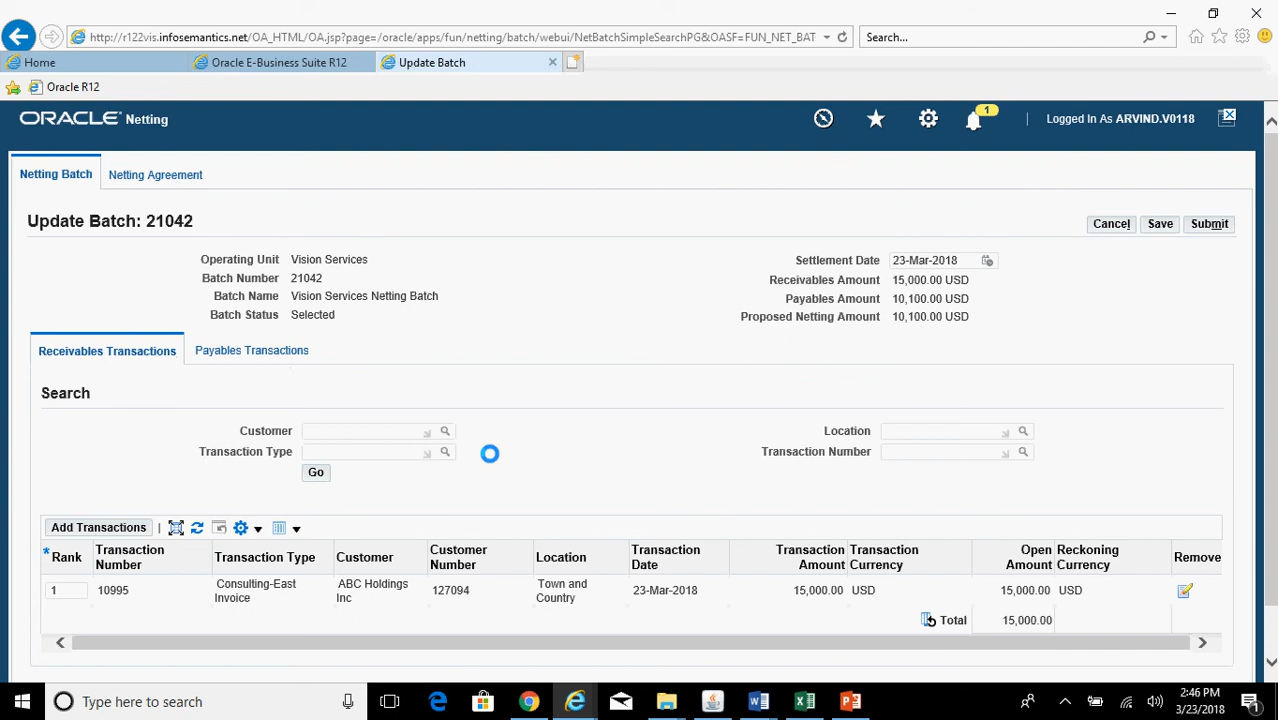 http://r122vis.infosemantics.net/OA_HTML/OA.jsp?page=/oracle/apps/fun/netting/batch/webui/NetBatchSimpleSearchPG&OASF=FUN_NET_BAT
Search...
Home
Oracle E-Business Suite R12
Update Batch
Oracle R12
ORACLE Netting
1
Logged In As ARVIND.V0118
Netting Batch
Netting Agreement
Update Batch: 21042
Cancel
Save
Submit
Operating Unit Vision Services
Batch Number 21042
Batch Name Vision Services Netting Batch
Batch Status Selected
Settlement Date 23-Mar-2018
Receivables Amount 15,000.00 USD
Payables Amount 10,100.00 USD
Proposed Netting Amount 10,100.00 USD
Receivables Transactions
Payables Transactions
Search
Customer
Location
Transaction Type
Transaction Number
Go
Add Transactions
* Rank
Transaction Number
Transaction Type
Customer
Customer Number
Location
Transaction Date
Transaction Amount
Transaction Currency
Open Amount
Reckoning Currency
Remove
1
10995
Consulting-East Invoice
ABC Holdings Inc
127094
Town and Country
23-Mar-2018
15,000.00
USD
15,000.00
USD
Total 15,000.00
Type here to search
2:46 PM
3/23/2018
1